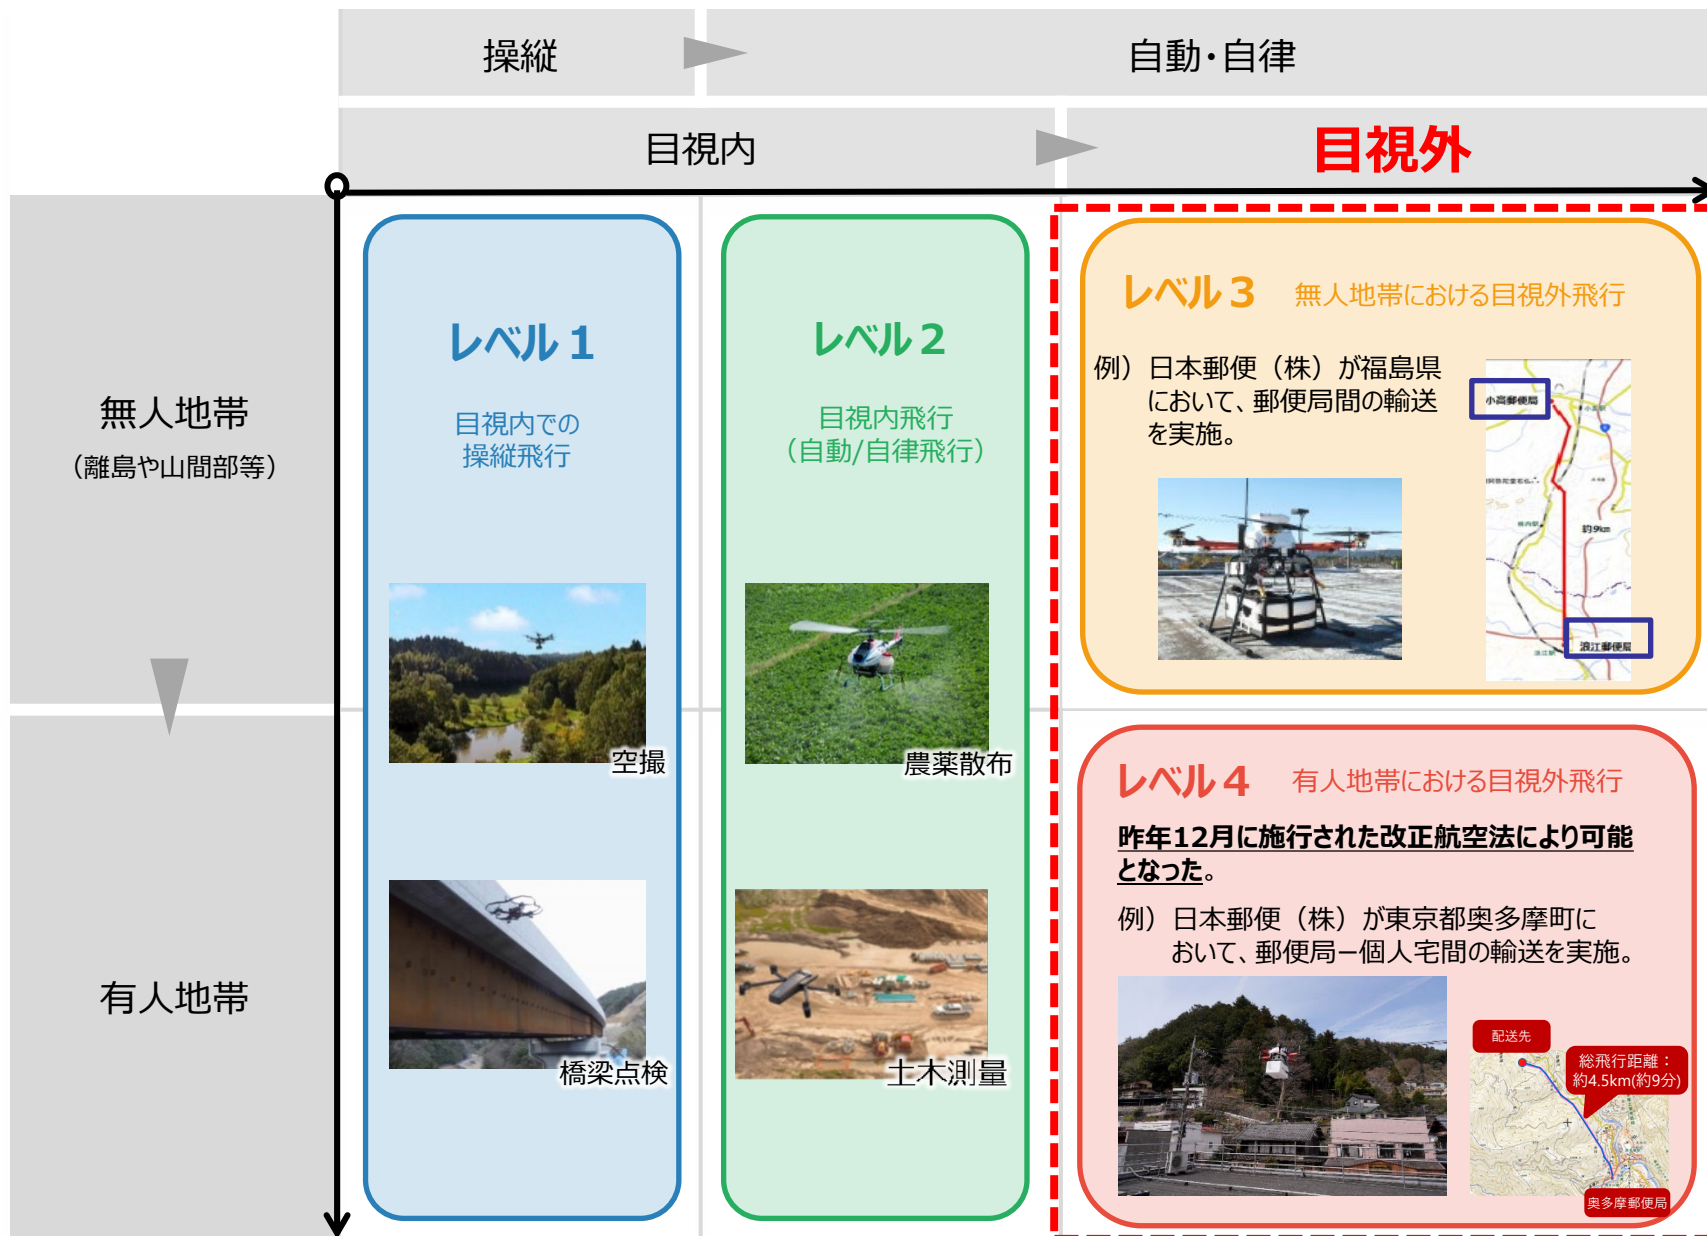 操縦
自動・自律
目視内
目視外
無人地帯
（離島や山間部等）
有人地帯
レベル１
目視内での
操縦飛行
空撮
橋梁点検
レベル２
目視内飛行
（自動/自律飛行）
農薬散布
土木測量
レベル３ 無人地帯における目視外飛行
例）日本郵便（株）が福島県
において、郵便局間の輸送
を実施。
小高郵便局
約9km
浪江郵便局
レベル４ 有人地帯における目視外飛行
昨年12月に施行された改正航空法により可能
となった。
例）日本郵便（株）が東京都奥多摩町に
おいて、郵便局ー個人宅間の輸送を実施。
配送先
総飛行距離：
約4.5km(約9分)
奥多摩郵便局